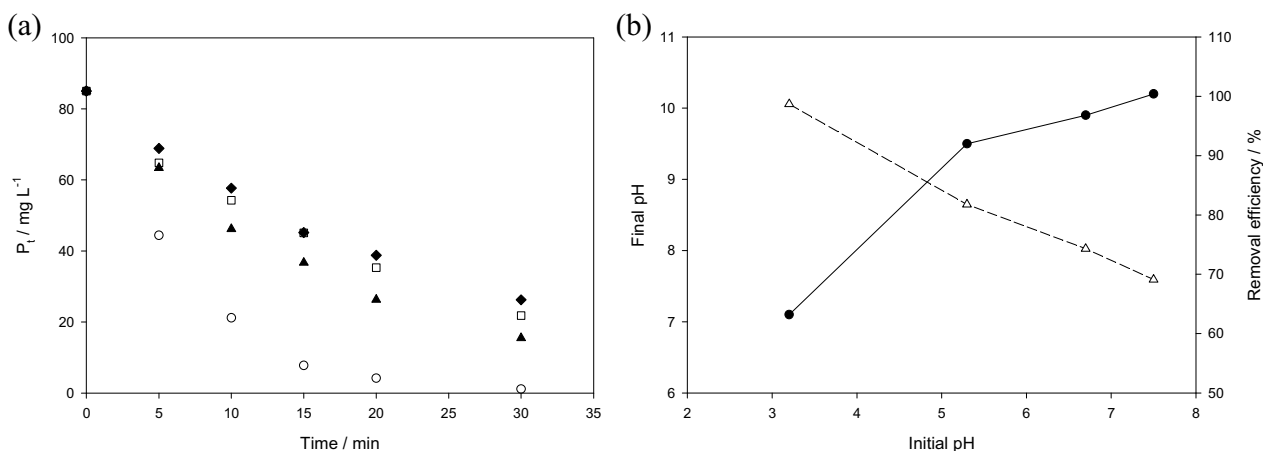 (a)
100
80
60
40
20
0
P_t / mg L^-1
0 5 10 15 20 25 30 35
Time / min
(b)
11
10
9
8
7
6
Final pH
110
100
90
80
70
60
50
Removal efficiency / %
2 3 4 5 6 7 8
Initial pH